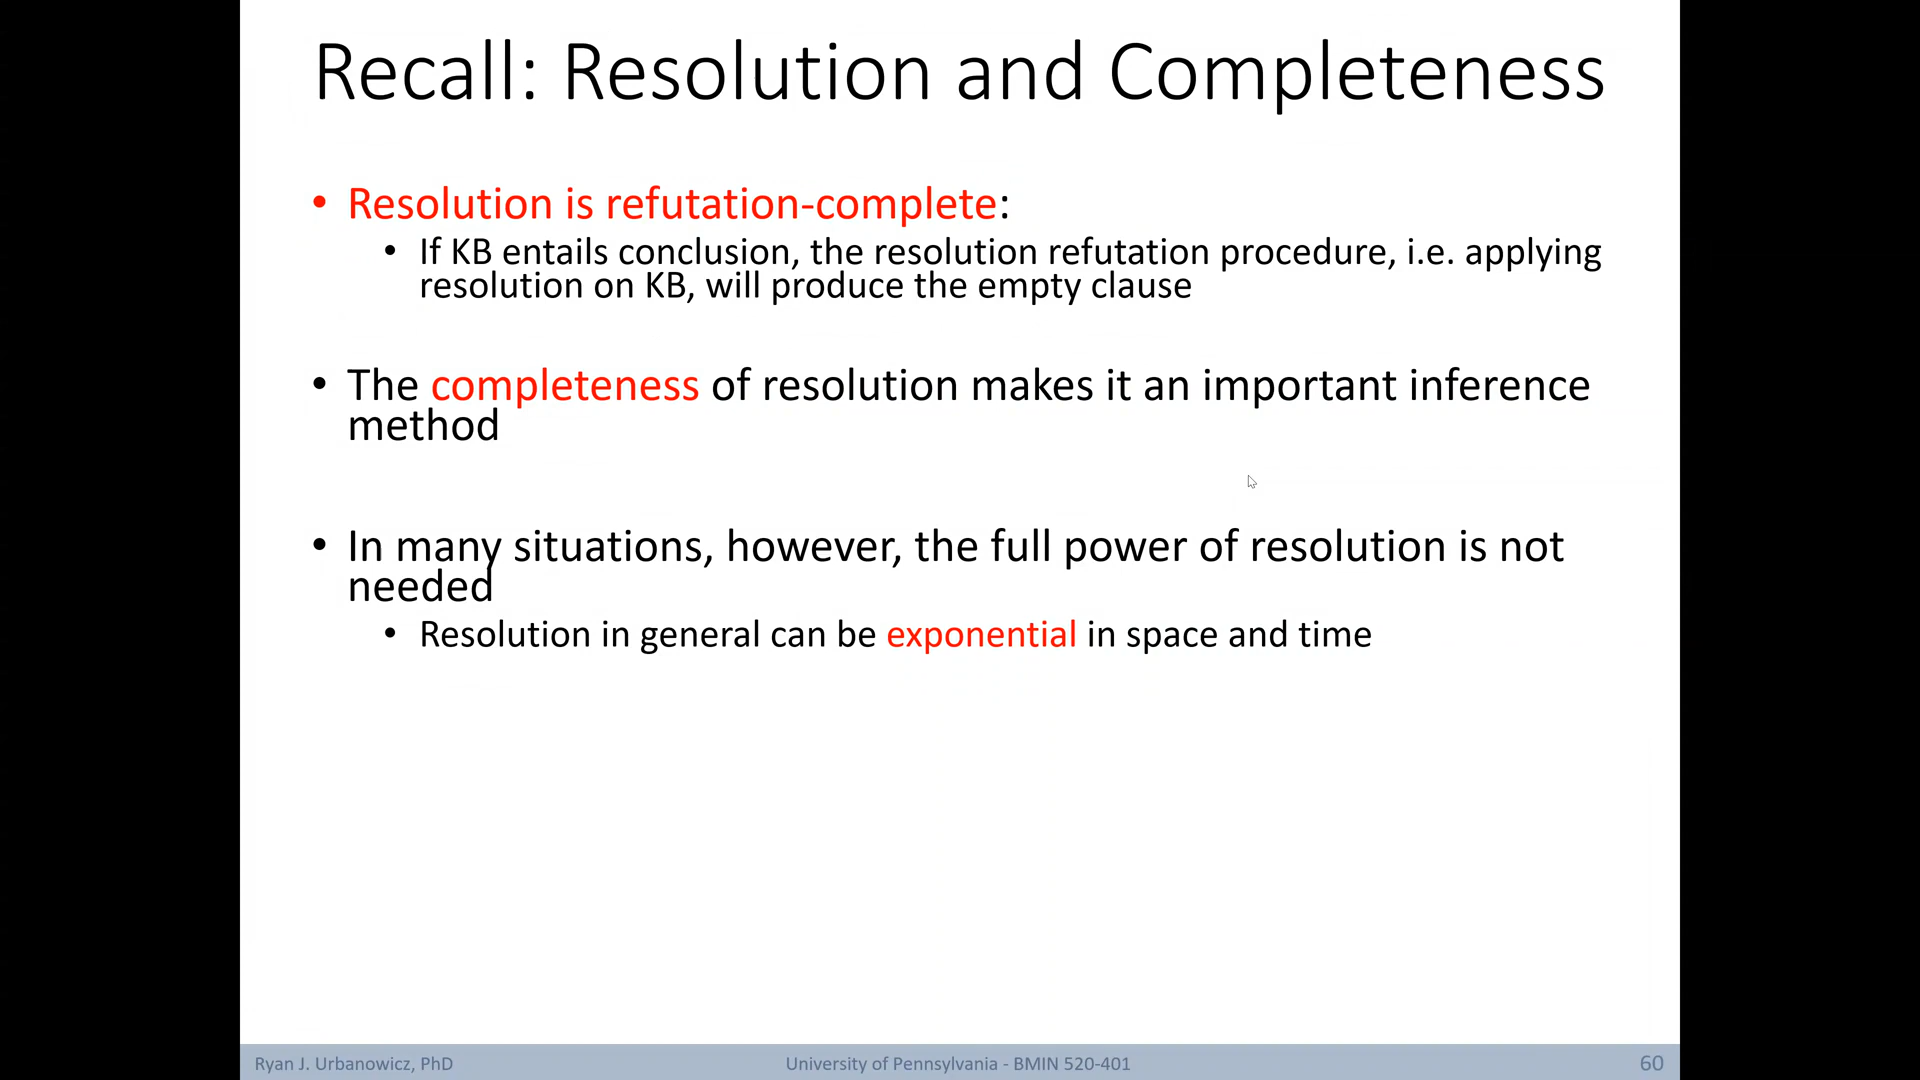 Recall: Resolution and Completeness
• Resolution is refutation-complete:
• If KB entails conclusion, the resolution refutation procedure, i.e. applying
resolution on KB, will produce the empty clause
• The completeness of resolution makes it an important inference
method
• In many situations, however, the full power of resolution is not
needed
• Resolution in general can be exponential in space and time
Ryan J. Urbanowicz, PhD
University of Pennsylvania - BMIN 520-401
60